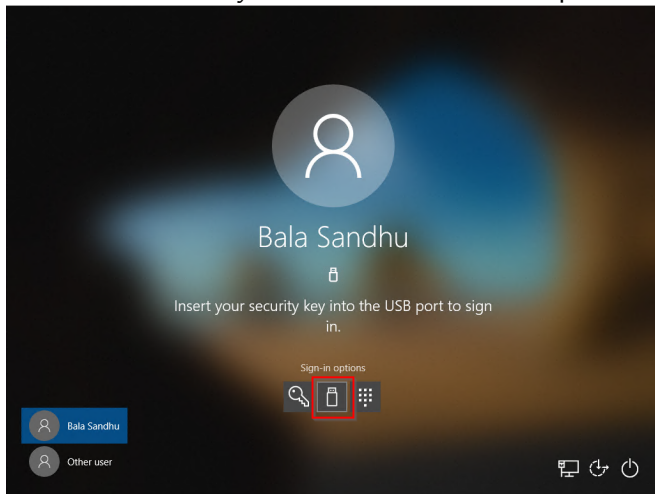 Bala Sandhu
Insert your security key into the USB port to sign
in.
Sign-in options
Bala Sandhu
Other user